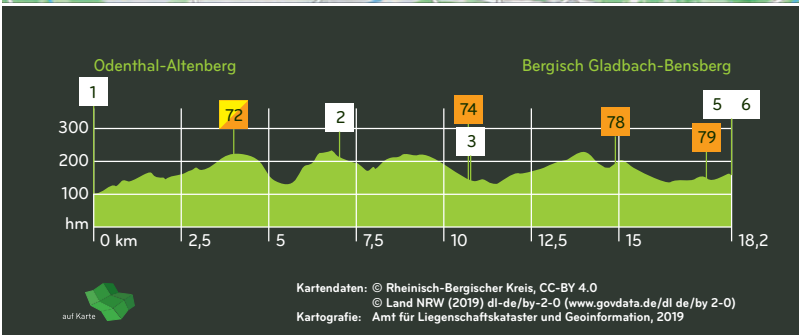 Odenthal-Altenberg
Bergisch Gladbach-Bensberg
1
72
2
74
3
78
79
5 6
300
200
100
hm
0 km 2,5 5 7,5 10 12,5 15 18,2
auf Karte
Kartendaten: © Rheinisch-Bergischer Kreis, CC-BY 4.0
© Land NRW (2019) dl-de/by-2-0 (www.govdata.de/dl de/by 2-0)
Kartografie: Amt für Liegenschaftskataster und Geoinformation, 2019